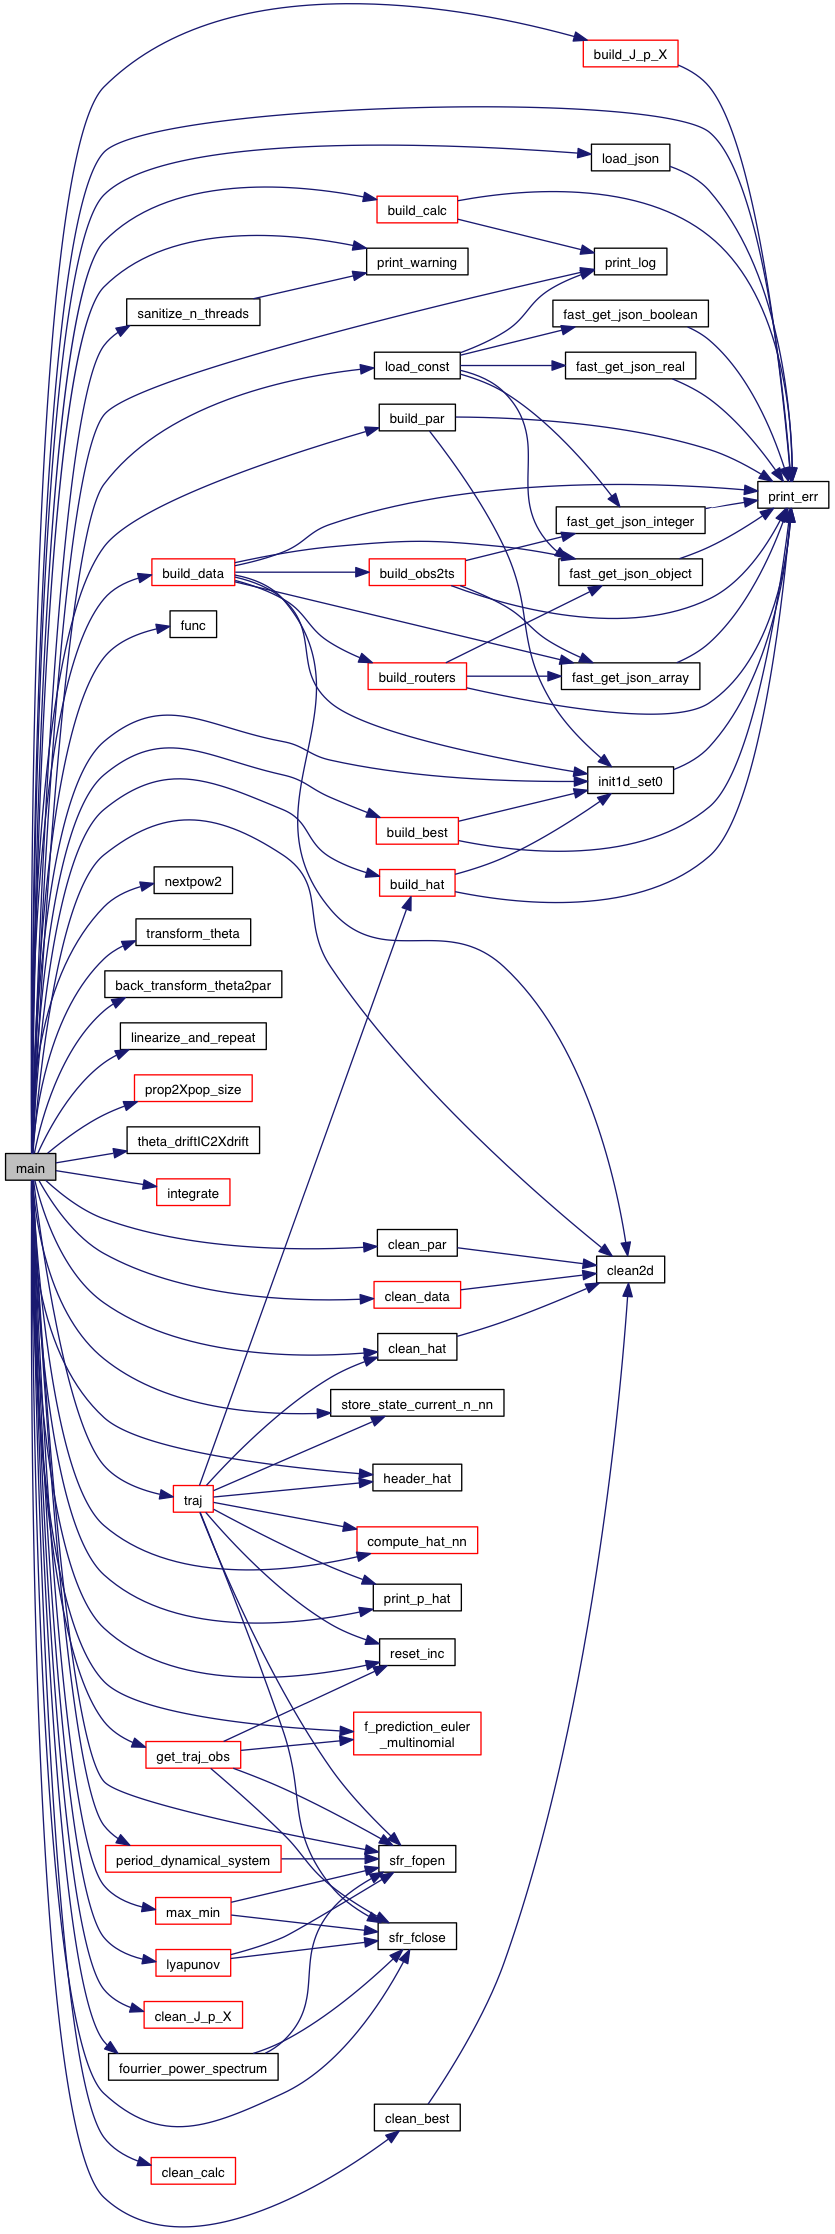 build_J_p_X
load_json
build_calc
print_warning
print_log
sanitize_n_threads
fast_get_json_boolean
load_const
fast_get_json_real
build_par
print_err
fast_get_json_integer
build_data
build_obs2ts
fast_get_json_object
func
build_routers
fast_get_json_array
init1d_set0
build_best
nextpow2
build_hat
transform_theta
back_transform_theta2par
linearize_and_repeat
prop2Xpop_size
theta_driftIC2Xdrift
main
integrate
clean_par
clean2d
clean_data
clean_hat
store_state_current_n_nn
header_hat
traj
compute_hat_nn
print_p_hat
reset_inc
f_prediction_euler
_multinomial
get_traj_obs
period_dynamical_system
sfr_fopen
max_min
sfr_fclose
lyapunov
clean_J_p_X
fourrier_power_spectrum
clean_best
clean_calc